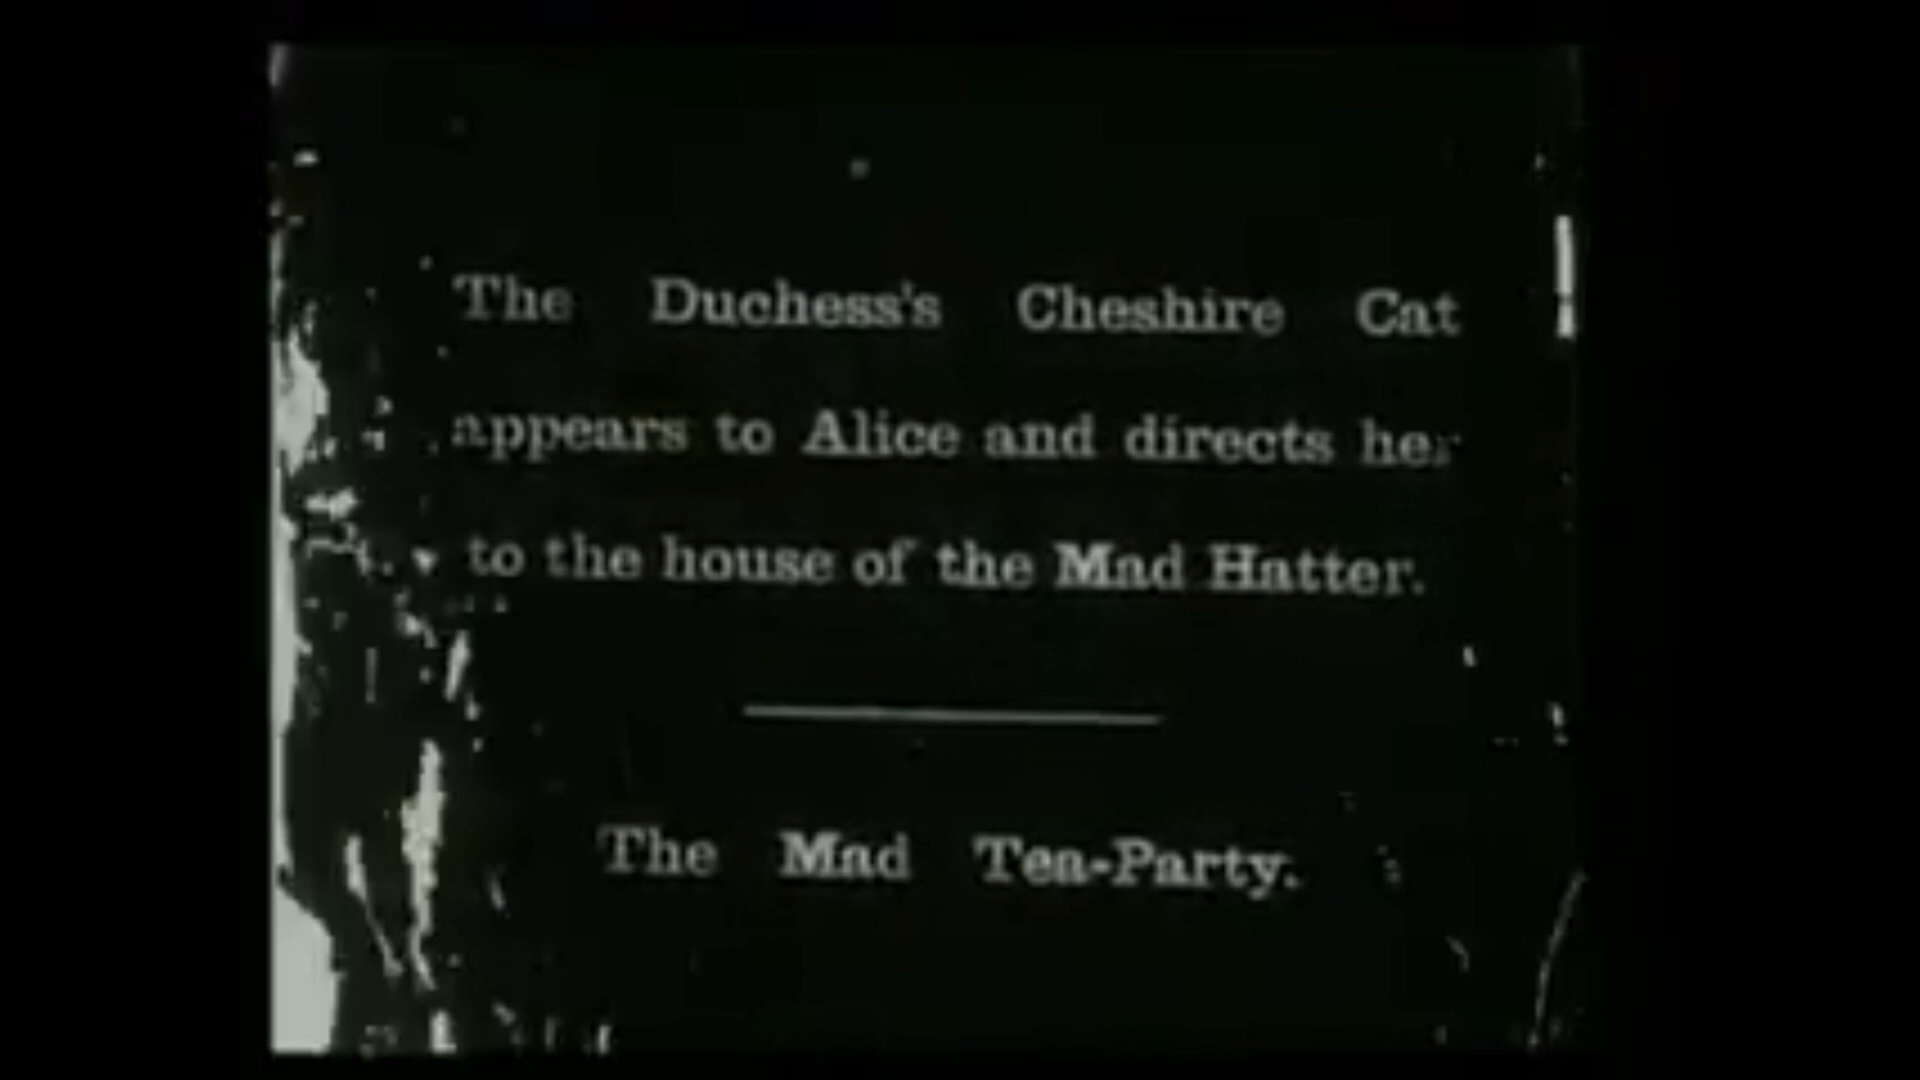 The Duchess's Cheshire Cat
appears to Alice and directs her
to the house of the Mad Hatter.
The Mad Tea-Party.